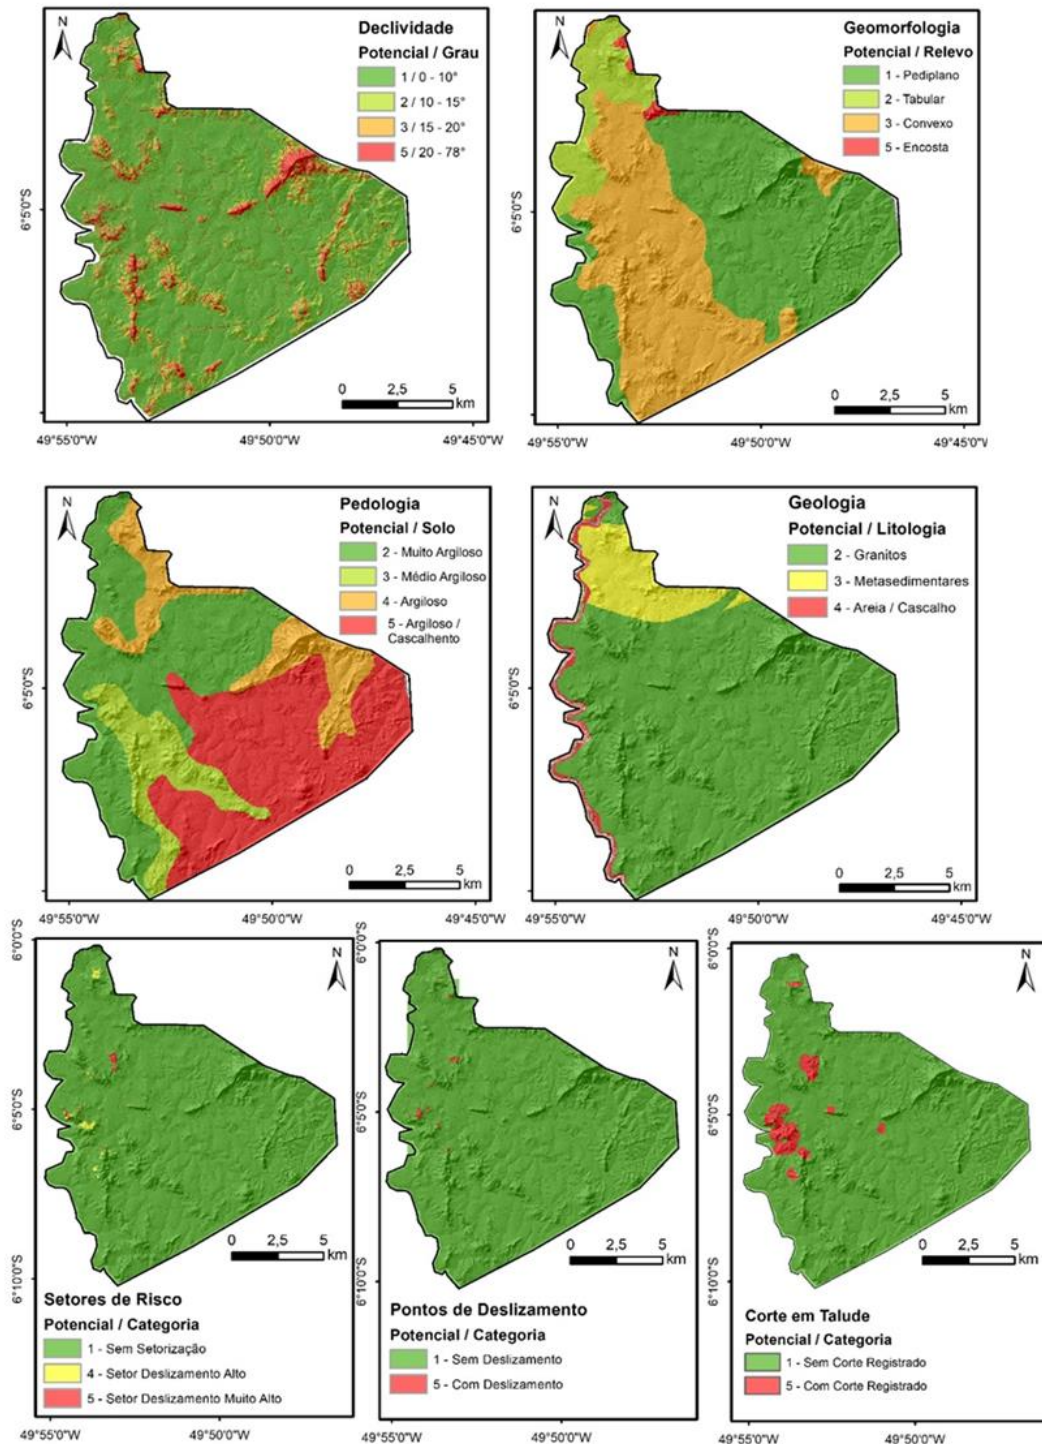 N
Declividade
Potencial / Grau
1 / 0 - 10°
2 / 10 - 15°
3 / 15 - 20°
5 / 20 - 78°
6°5'0"S
0 2,5 5
km
49°55'0"W 49°50'0"W 49°45'0"W
N
Geomorfologia
Potencial / Relevo
1 - Pediplano
2 - Tabular
3 - Convexo
5 - Encosta
6°5'0"S
0 2,5 5
km
49°55'0"W 49°50'0"W 49°45'0"W
N
Pedologia
Potencial / Solo
2 - Muito Argiloso
3 - Médio Argiloso
4 - Argiloso
5 - Argiloso /
Cascalhento
6°5'0"S
0 2,5 5
km
49°55'0"W 49°50'0"W 49°45'0"W
N
Geologia
Potencial / Litologia
2 - Granitos
3 - Metasedimentares
4 - Areia / Cascalho
6°5'0"S
0 2,5 5
km
49°55'0"W 49°50'0"W 49°45'0"W
6°0'0"S
N
6°5'0"S
0 2,5 5
km
6°10'0"S
Setores de Risco
Potencial / Categoria
1 - Sem Setorização
4 - Setor Deslizamento Alto
5 - Setor Deslizamento Muito Alto
49°55'0"W 49°50'0"W
6°0'0"S
N
6°5'0"S
0 2,5 5
km
6°10'0"S
Pontos de Deslizamento
Potencial / Categoria
1 - Sem Deslizamento
5 - Com Deslizamento
49°55'0"W 49°50'0"W
6°0'0"S
N
6°5'0"S
0 2,5 5
km
6°10'0"S
Corte em Talude
Potencial / Categoria
1 - Sem Corte Registrado
5 - Com Corte Registrado
49°55'0"W 49°50'0"W